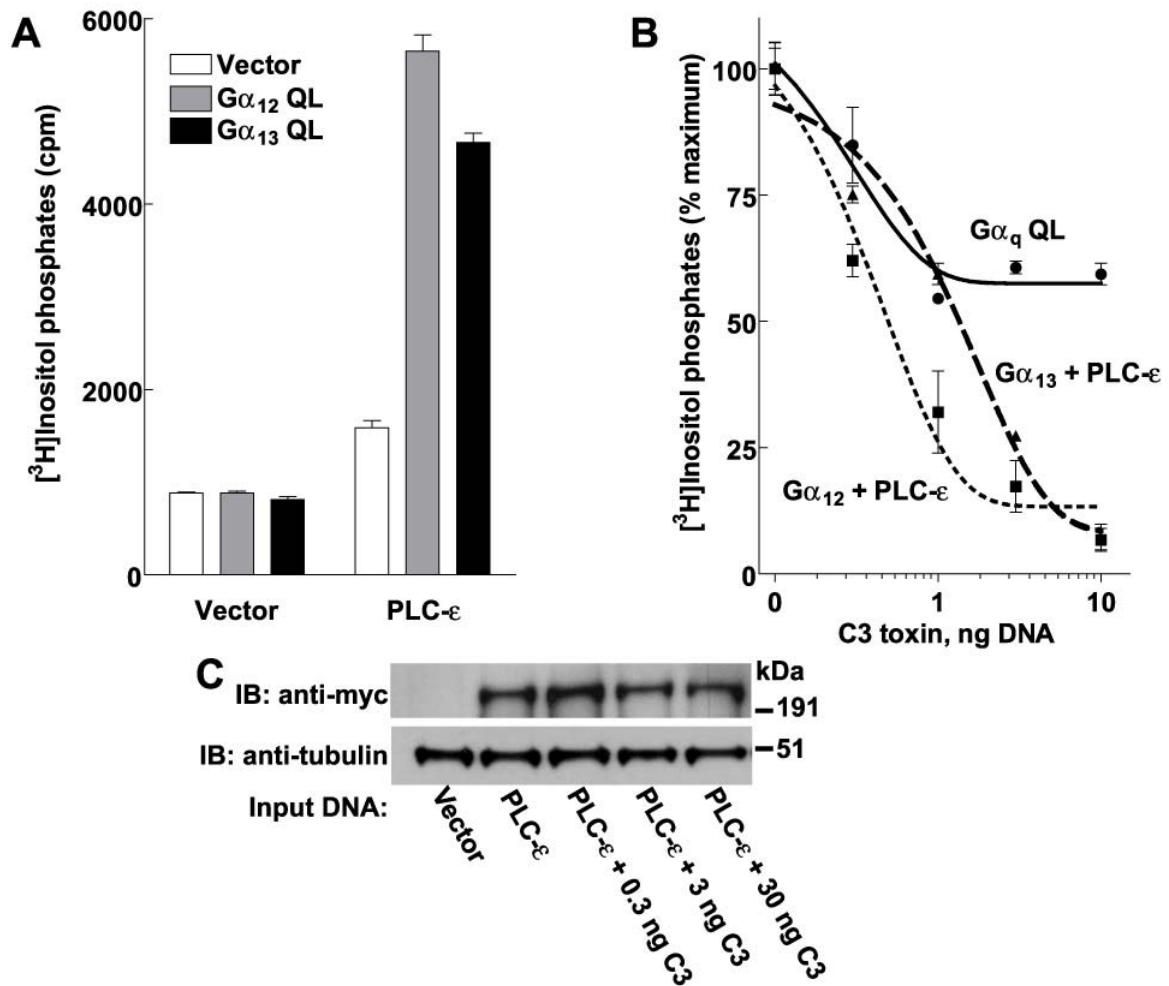 A
[³H]Inositol phosphates (cpm)
6000
4000
2000
0
Vector
Gα₁₂ QL
Gα₁₃ QL
Vector
PLC-ε
B
[³H]Inositol phosphates (% maximum)
100
75
50
25
0
Gαq QL
Gα₁₃ + PLC-ε
Gα₁₂ + PLC-ε
0
1
10
C3 toxin, ng DNA
C
IB: anti-myc
kDa
191
IB: anti-tubulin
51
Input DNA:
Vector
PLC-ε
PLC-ε + 0.3 ng C3
PLC-ε + 3 ng C3
PLC-ε + 30 ng C3